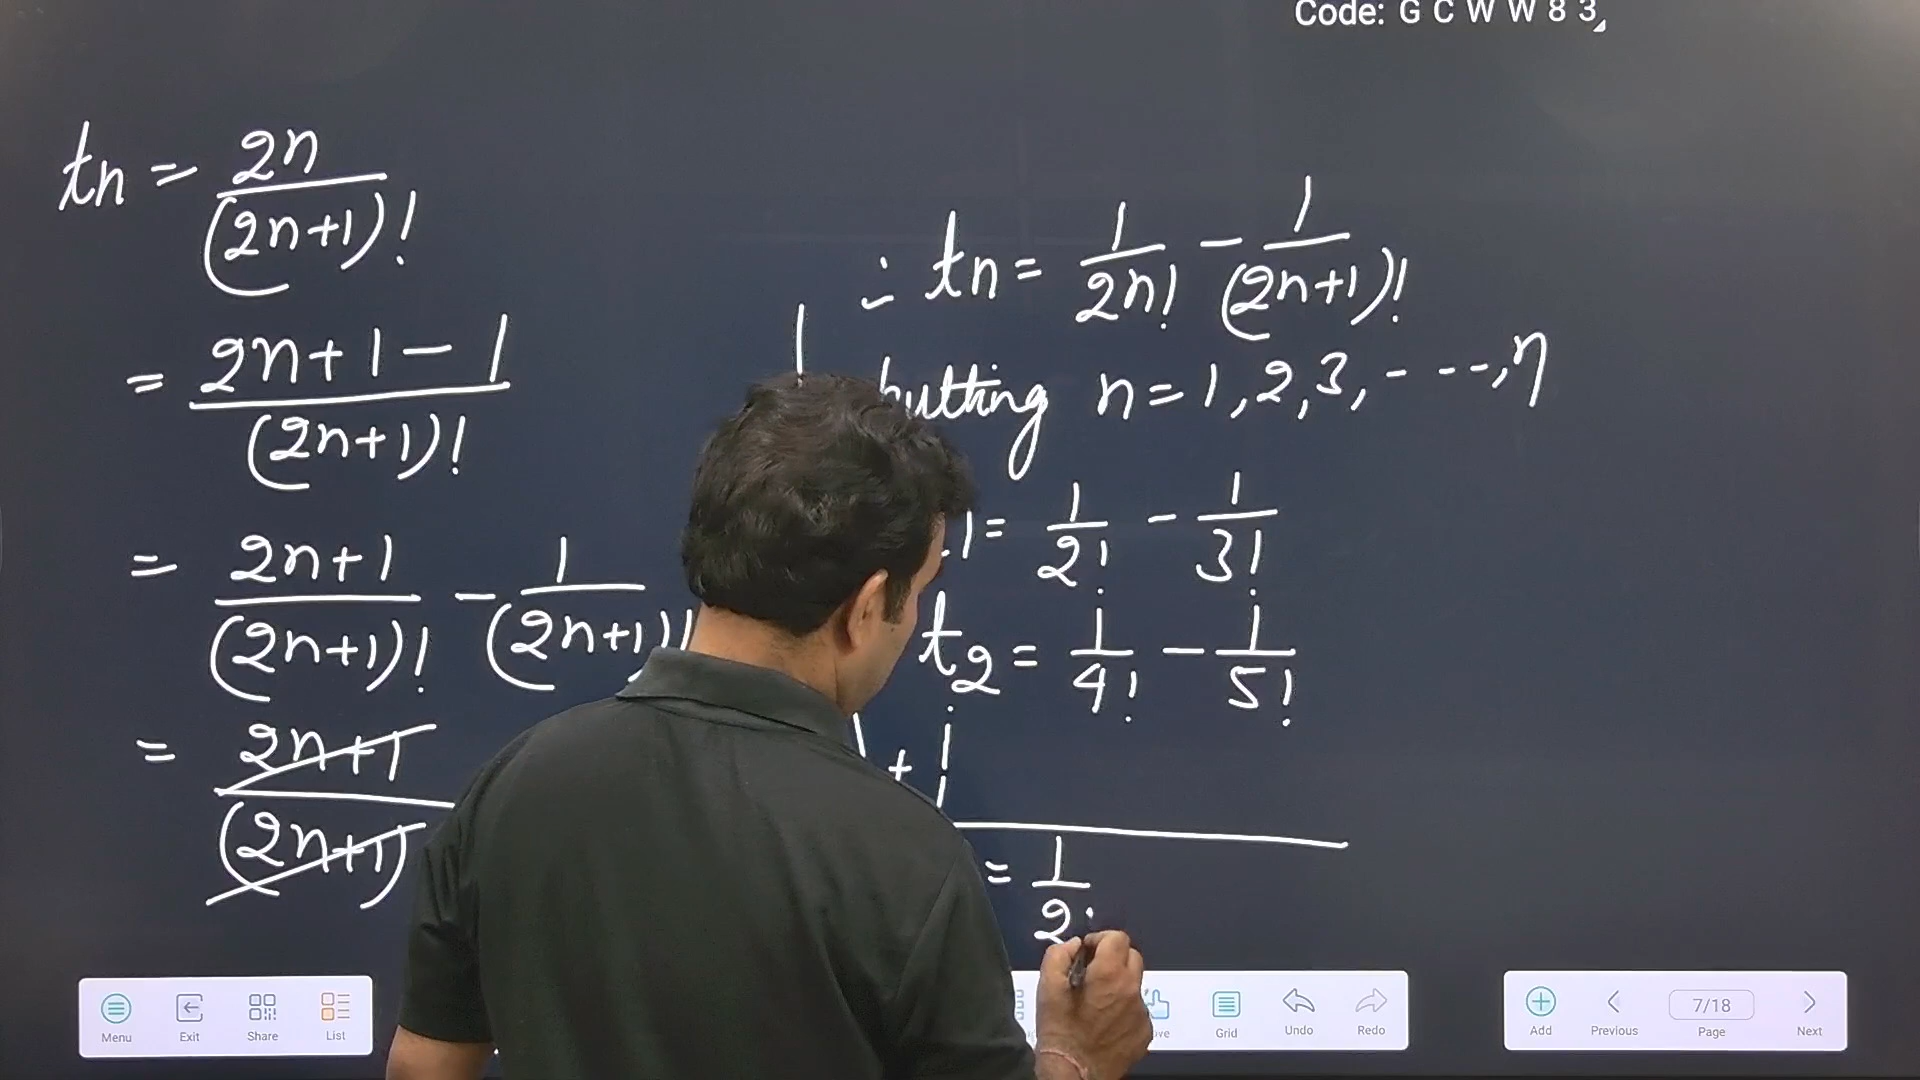 Code: G C W W 8 3
tn = 2n / (2n+1)!
= 2n+1-1 / (2n+1)!
= 2n+1 / (2n+1)! - 1 / (2n+1)!
= 2n+1 / (2n+1)
∴ tn = 1/2n! - 1/(2n+1)!
putting n=1,2,3,----,n
1 = 1/2! - 1/3!
t2 = 1/4! - 1/5!
+
= 1/2
Menu Exit Share List
Grid Undo Redo
Add Previous 7/18 Page Next